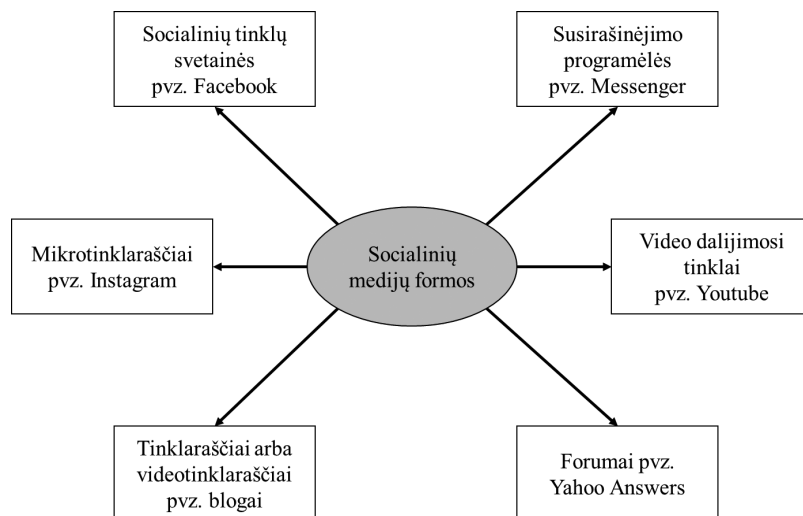 Socialinių tinklų
svetainės
pvz. Facebook
Susirašinėjimo
programėlės
pvz. Messenger
Mikrotinklaraščiai
pvz. Instagram
Socialinių
medijų formos
Video dalijimosi
tinklai
pvz. Youtube
Tinklaraščiai arba
videotinklaraščiai
pvz. blogai
Forumai pvz.
Yahoo Answers